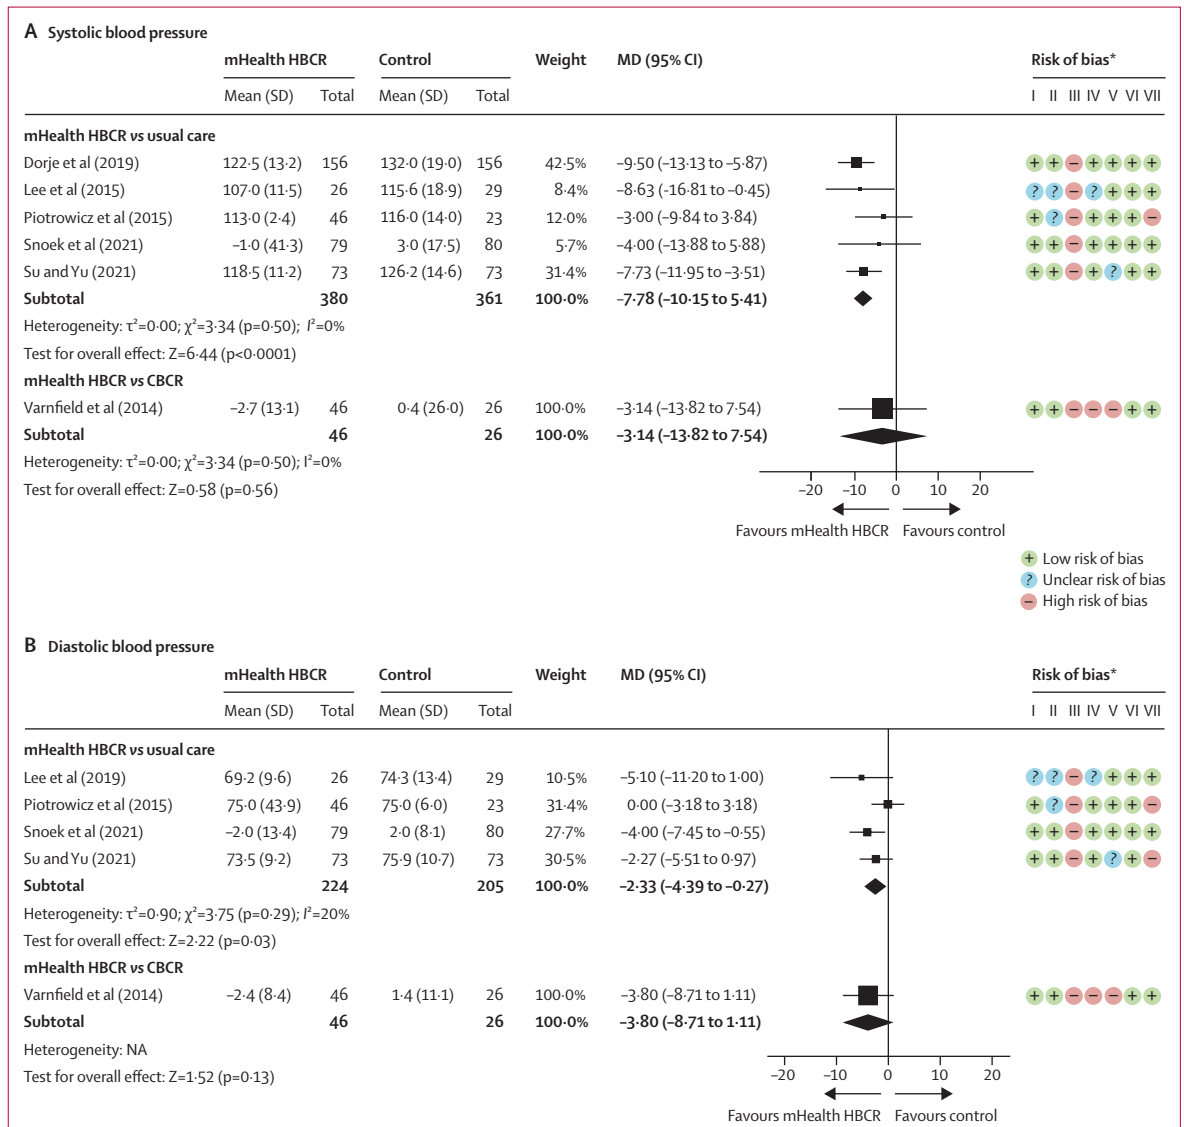 A Systolic blood pressure
mHealth HBCR Control Weight MD (95% CI) Risk of bias*
Mean (SD) Total Mean (SD) Total I II III IV V VI VII
mHealth HBCR vs usual care
Dorje et al (2019) 122·5 (13·2) 156 132·0 (19·0) 156 42·5% −9·50 (−13·13 to −5·87) + + − + + + +
Lee et al (2015) 107·0 (11·5) 26 115·6 (18·9) 29 8·4% −8·63 (−16·81 to −0·45) ? ? − ? + + +
Piotrowicz et al (2015) 113·0 (2·4) 46 116·0 (14·0) 23 12·0% −3·00 (−9·84 to 3·84) + ? − + + + −
Snoek et al (2021) −1·0 (41·3) 79 3·0 (17·5) 80 5·7% −4·00 (−13·88 to 5·88) + + − + + + +
Su and Yu (2021) 118·5 (11·2) 73 126·2 (14·6) 73 31·4% −7·73 (−11·95 to −3·51) + + − + ? + +
Subtotal 380 361 100·0% −7·78 (−10·15 to 5·41)
Heterogeneity: τ²=0·00; χ²=3·34 (p=0·50); I²=0%
Test for overall effect: Z=6·44 (p<0·0001)
mHealth HBCR vs CBCR
Varnfield et al (2014) −2·7 (13·1) 46 0·4 (26·0) 26 100·0% −3·14 (−13·82 to 7·54) + + − − − + +
Subtotal 46 26 100·0% −3·14 (−13·82 to 7·54)
Heterogeneity: τ²=0·00; χ²=3·34 (p=0·50); I²=0%
Test for overall effect: Z=0·58 (p=0·56)
−20 −10 0 10 20
Favours mHealth HBCR Favours control
+ Low risk of bias
? Unclear risk of bias
− High risk of bias
B Diastolic blood pressure
mHealth HBCR Control Weight MD (95% CI) Risk of bias*
Mean (SD) Total Mean (SD) Total I II III IV V VI VII
mHealth HBCR vs usual care
Lee et al (2019) 69·2 (9·6) 26 74·3 (13·4) 29 10·5% −5·10 (−11·20 to 1·00) ? ? − ? + + +
Piotrowicz et al (2015) 75·0 (43·9) 46 75·0 (6·0) 23 31·4% 0·00 (−3·18 to 3·18) + ? − + + + −
Snoek et al (2021) −2·0 (13·4) 79 2·0 (8·1) 80 27·7% −4·00 (−7·45 to −0·55) + + − + + + +
Su and Yu (2021) 73·5 (9·2) 73 75·9 (10·7) 73 30·5% −2·27 (−5·51 to 0·97) + + − + ? + −
Subtotal 224 205 100·0% −2·33 (−4·39 to −0·27)
Heterogeneity: τ²=0·90; χ²=3·75 (p=0·29); I²=20%
Test for overall effect: Z=2·22 (p=0·03)
mHealth HBCR vs CBCR
Varnfield et al (2014) −2·4 (8·4) 46 1·4 (11·1) 26 100·0% −3·80 (−8·71 to 1·11) + + − − − + +
Subtotal 46 26 100·0% −3·80 (−8·71 to 1·11)
Heterogeneity: NA
Test for overall effect: Z=1·52 (p=0·13)
−20 −10 0 10 20
Favours mHealth HBCR Favours control